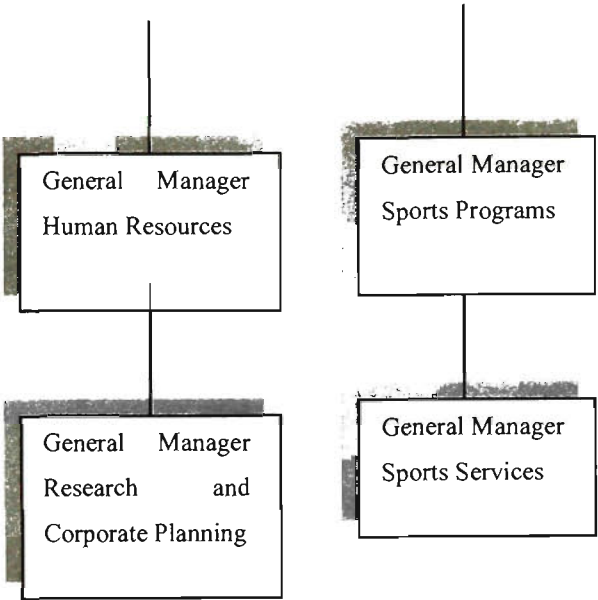 General Manager
Human Resources
General Manager
Sports Programs
General Manager
Research and
Corporate Planning
General Manager
Sports Services